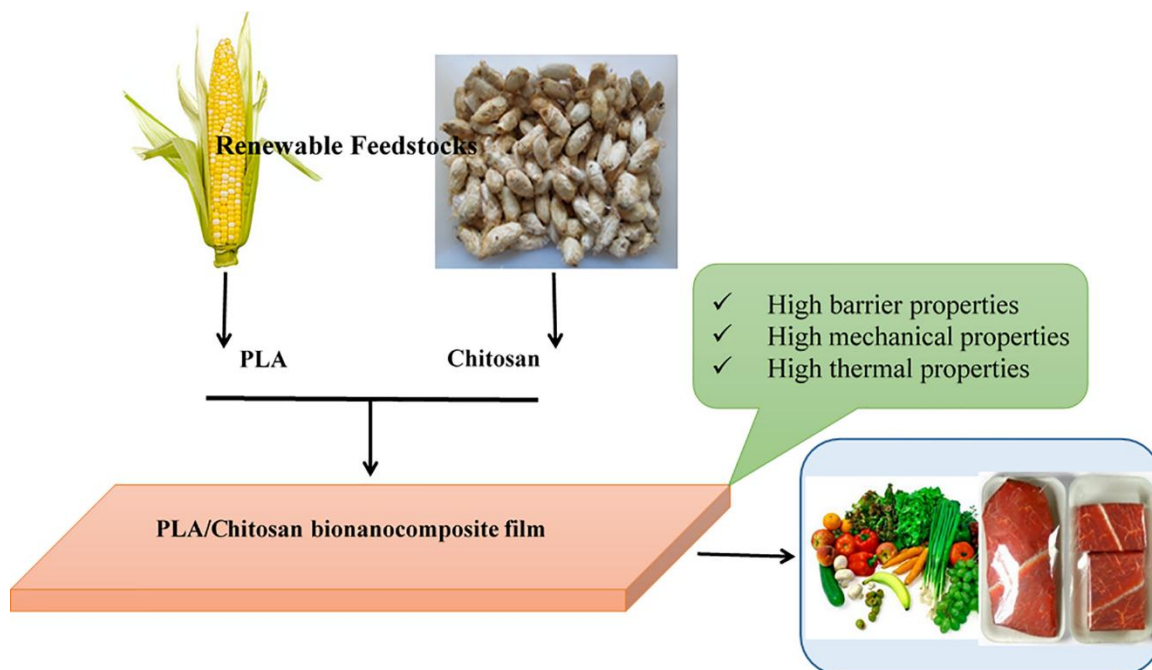 Renewable Feedstocks
PLA
Chitosan
✓ High barrier properties
✓ High mechanical properties
✓ High thermal properties
PLA/Chitosan bionanocomposite film